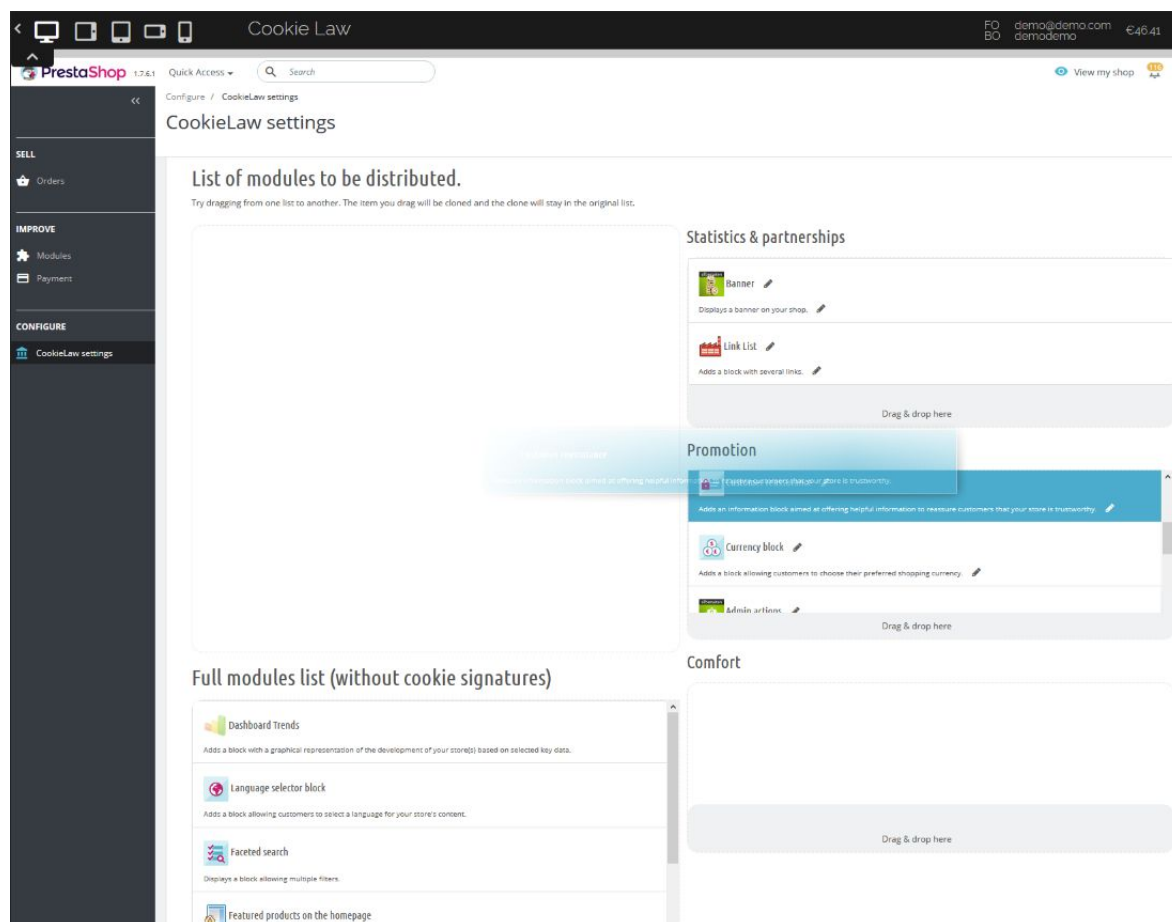 Cookie Law
FO demo@demo.com
BO demodemo
€46.41
PrestaShop 1.7.6.1
Quick Access
Search
View my shop
116
Configure / CookieLaw settings
CookieLaw settings
SELL
Orders
IMPROVE
Modules
Payment
CONFIGURE
CookieLaw settings
List of modules to be distributed.
Try dragging from one list to another. The item you drag will be cloned and the clone will stay in the original list.
Statistics & partnerships
Banner
Displays a banner on your shop.
Link List
Adds a block with several links.
Drag & drop here
Promotion
Adds an information block aimed at offering helpful information to reassure customers that your store is trustworthy.
Currency block
Adds a block allowing customers to choose their preferred shopping currency.
Admin actions
Drag & drop here
Comfort
Drag & drop here
Full modules list (without cookie signatures)
Dashboard Trends
Adds a block with a graphical representation of the development of your store(s) based on selected key data.
Language selector block
Adds a block allowing customers to select a language for your store's content.
Faceted search
Displays a block allowing multiple filters.
Featured products on the homepage